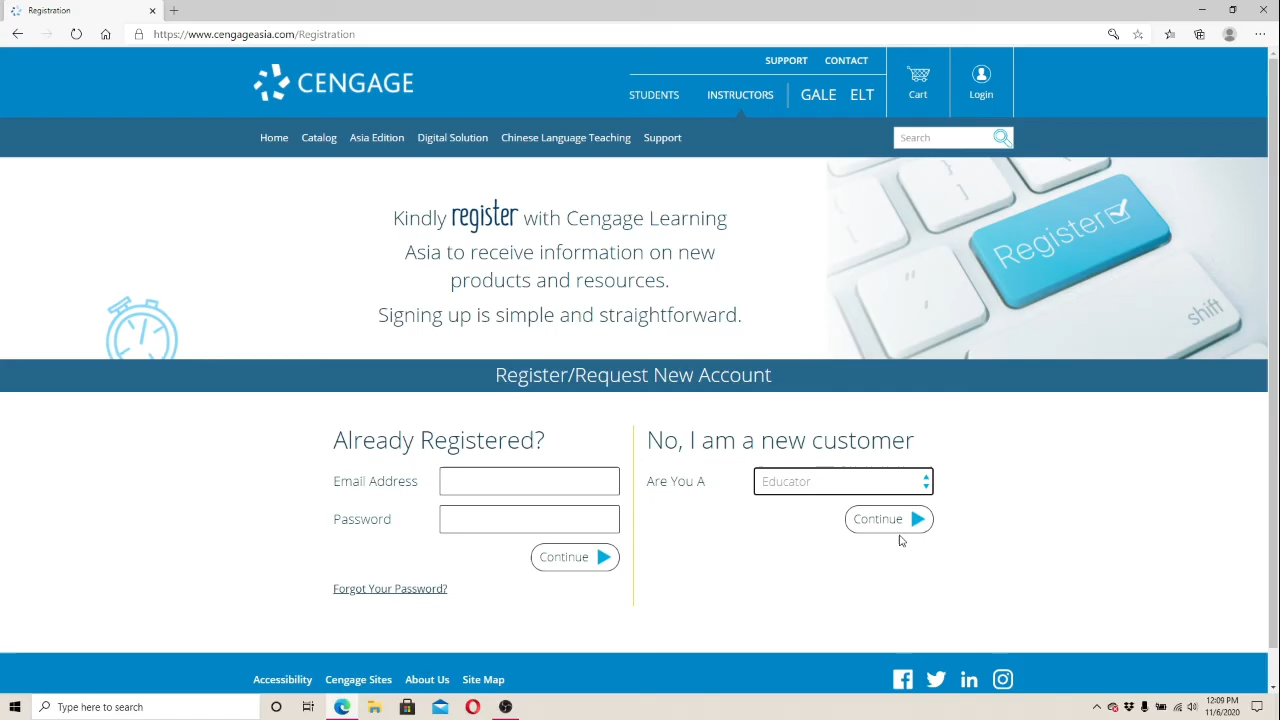 Registration
https://www.cengageasia.com/Registration
SUPPORT CONTACT
CENGAGE
STUDENTS INSTRUCTORS GALE ELT
Cart
Login
Home Catalog Asia Edition Digital Solution Chinese Language Teaching Support
Search
Kindly register with Cengage Learning
Asia to receive information on new
products and resources.
Signing up is simple and straightforward.
Register
shift
Register/Request New Account
Already Registered?
Email Address
Password
Continue
Forgot Your Password?
No, I am a new customer
Are You A
Educator
Continue
Accessibility Cengage Sites About Us Site Map
Type here to search
12:09 PM
11/6/2020